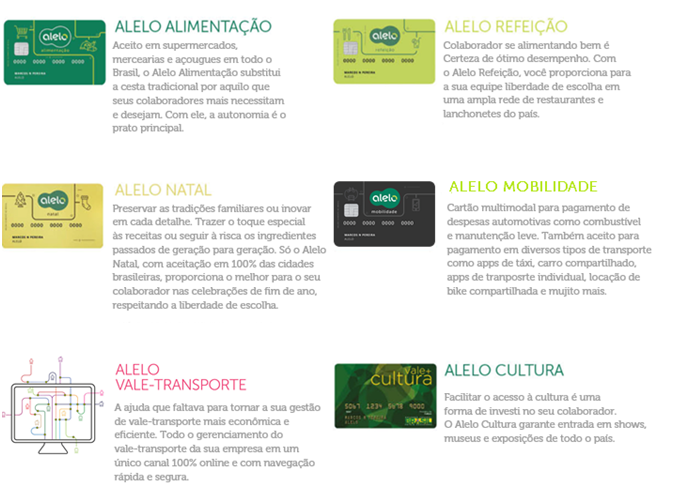 alelo
alimentação
0000 0000 0000 0000
MARCOS N PEREIRA
ALELO ALIMENTAÇÃO
Aceito em supermercados,
mercearias e açougues em todo o
Brasil, o Alelo Alimentação substitui
a cesta tradicional por aquilo que
seus colaboradores mais necessitam
e desejam. Com ele, a autonomia é o
prato principal.
alelo
refeição
0000 0000 0000 0000
MARCOS N PEREIRA
ALELO REFEIÇÃO
Colaborador se alimentando bem é
Certeza de ótimo desempenho. Com
o Alelo Refeição, você proporciona para
a sua equipe liberdade de escolha em
uma ampla rede de restaurantes e
lanchonetes do país.
alelo
natal
0000 0000 0000 0000
MARCOS N PEREIRA
ALELO NATAL
Preservar as tradições familiares ou inovar
em cada detalhe. Trazer o toque especial
às receitas ou seguir à risca os ingredientes
passados de geração para geração. Só o Alelo
Natal, com aceitação em 100% das cidades
brasileiras, proporciona o melhor para o seu
colaborador nas celebrações de fim de ano,
respeitando a liberdade de escolha.
alelo
mobilidade
0000 0000 0000 0000
MARCOS N PEREIRA
ALELO MOBILIDADE
Cartão multimodal para pagamento de
despesas automotivas como combustível
e manutenção leve. Também aceito para
pagamento em diversos tipos de transporte
como apps de táxi, carro compartilhado,
apps de tranposrte individual, locação de
bike compartilhada e mujito mais.
ALELO
VALE-TRANSPORTE
A ajuda que faltava para tornar a sua gestão
de vale-transporte mais econômica e
eficiente. Todo o gerenciamento do
vale-transporte da sua empresa em um
único canal 100% online e com navegação
rápida e segura.
Vale+
cultura
5067 1234 5678 9000
ALELO CULTURA
Facilitar o acesso à cultura é uma
forma de investi no seu colaborador.
O Alelo Cultura garante entrada em shows,
museus e exposições de todo o país.